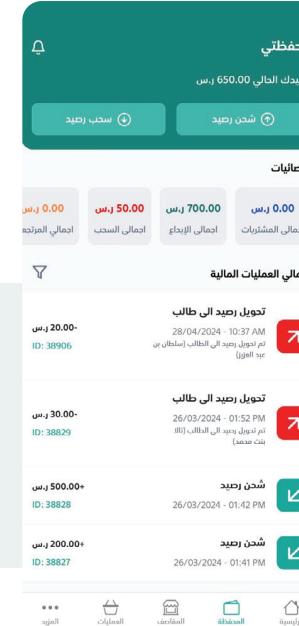 حفظتي
يدك الحالي 650.00 ر.س
شحن رصيد
سحب رصيد
صائيات
0.00 ر.س
700.00 ر.س
50.00 ر.س
0.00 ر.س
مالي المشتريات
اجمالي الإيداع
اجمالي السحب
اجمالي المرتجع
مالي العمليات المالية
تحويل رصيد الى طالب
28/04/2024 - 10:37 AM
تم تحويل رصيد الى الطالب (سلطان بن
عبد العزيز)
-20.00 ر.س
ID: 38906
تحويل رصيد الى طالب
26/03/2024 - 01:52 PM
تم تحويل رصيد الى الطالب (تالا
بنت محمد)
-30.00 ر.س
ID: 38829
شحن رصيد
26/03/2024 - 01:42 PM
+500.00 ر.س
ID: 38828
شحن رصيد
26/03/2024 - 01:41 PM
+200.00 ر.س
ID: 38827
رئيسية
المحفظة
المقاصف
العمليات
المزيد